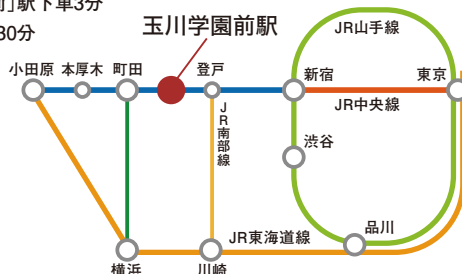 駅下車3分
30分
玉川学園前駅
JR山手線
小田原
本厚木
町田
登戸
新宿
東京
JR中央線
JR南部線
渋谷
品川
JR東海道線
横浜
川崎